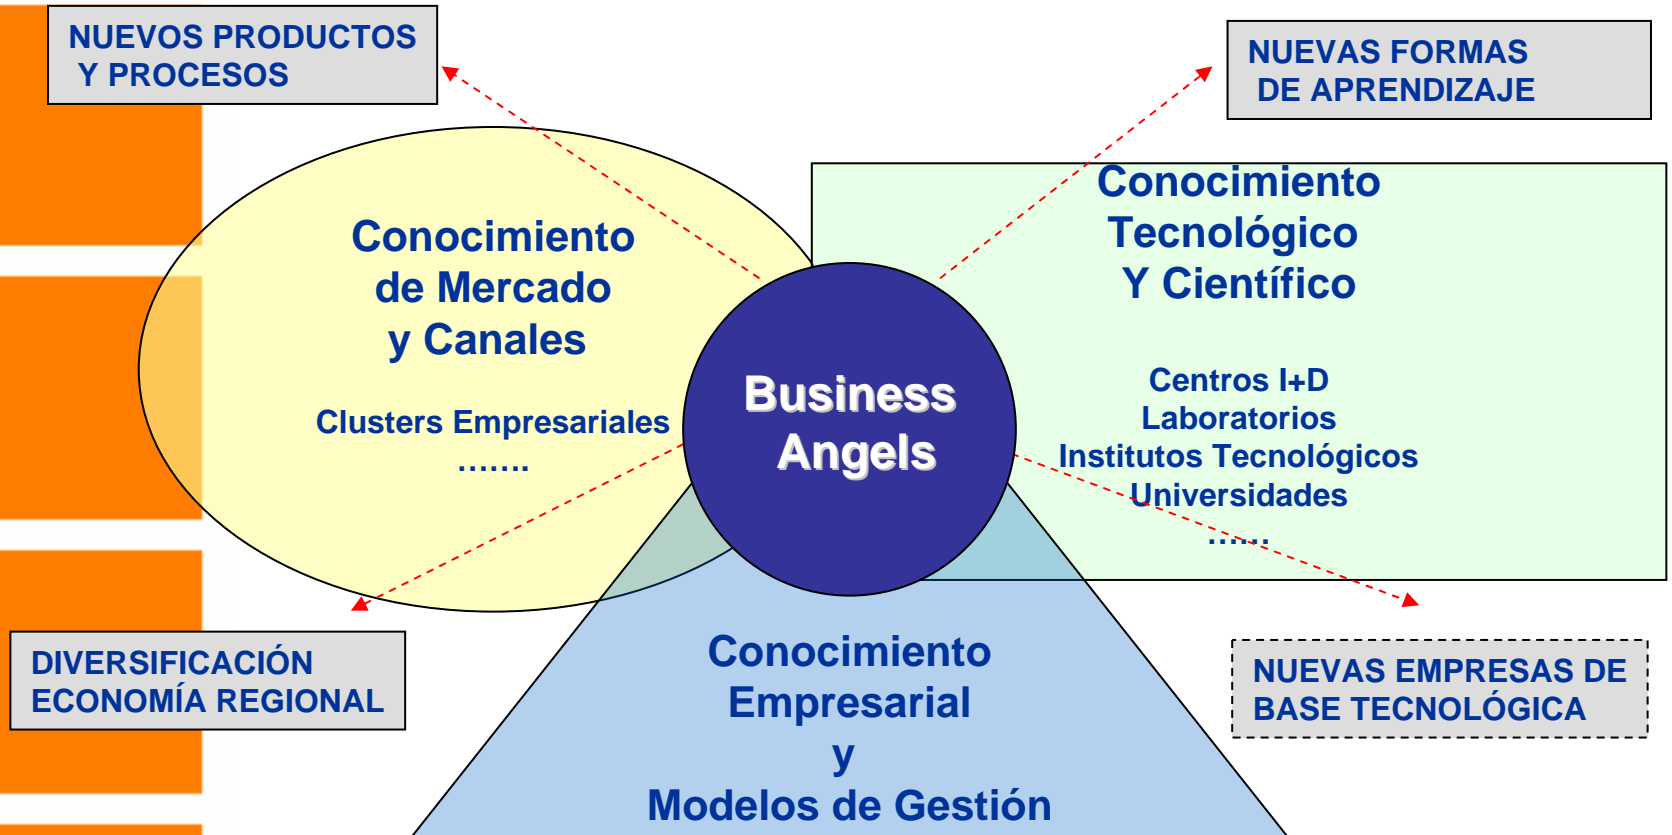 NUEVOS PRODUCTOS
Y PROCESOS
NUEVAS FORMAS
DE APRENDIZAJE
Conocimiento
de Mercado
y Canales
Clusters Empresariales
…….
Conocimiento
Tecnológico
Y Científico
Centros I+D
Laboratorios
Institutos Tecnológicos
Universidades
……
Business
Angels
DIVERSIFICACIÓN
ECONOMÍA REGIONAL
Conocimiento
Empresarial
y
Modelos de Gestión
NUEVAS EMPRESAS DE
BASE TECNOLÓGICA